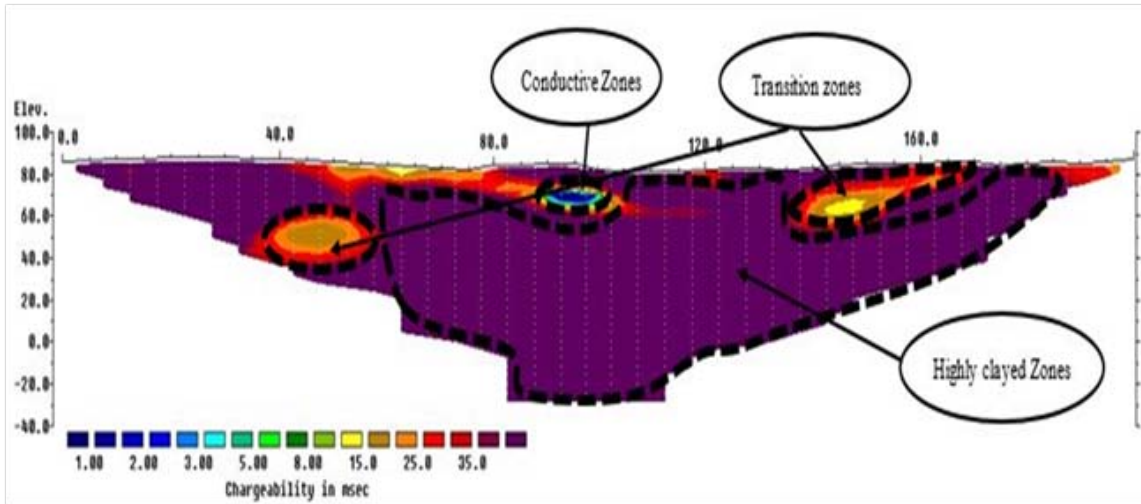 Conductive Zones
Transition zones
Elev.
100.0
0.0 40.0 80.0 120.0 160.0
80.0
60.0
40.0
20.0
0.0
-20.0
-40.0
Highly clayed Zones
1.00 2.00 3.00 5.00 8.00 15.0 25.0 35.0
Chargeability in msec